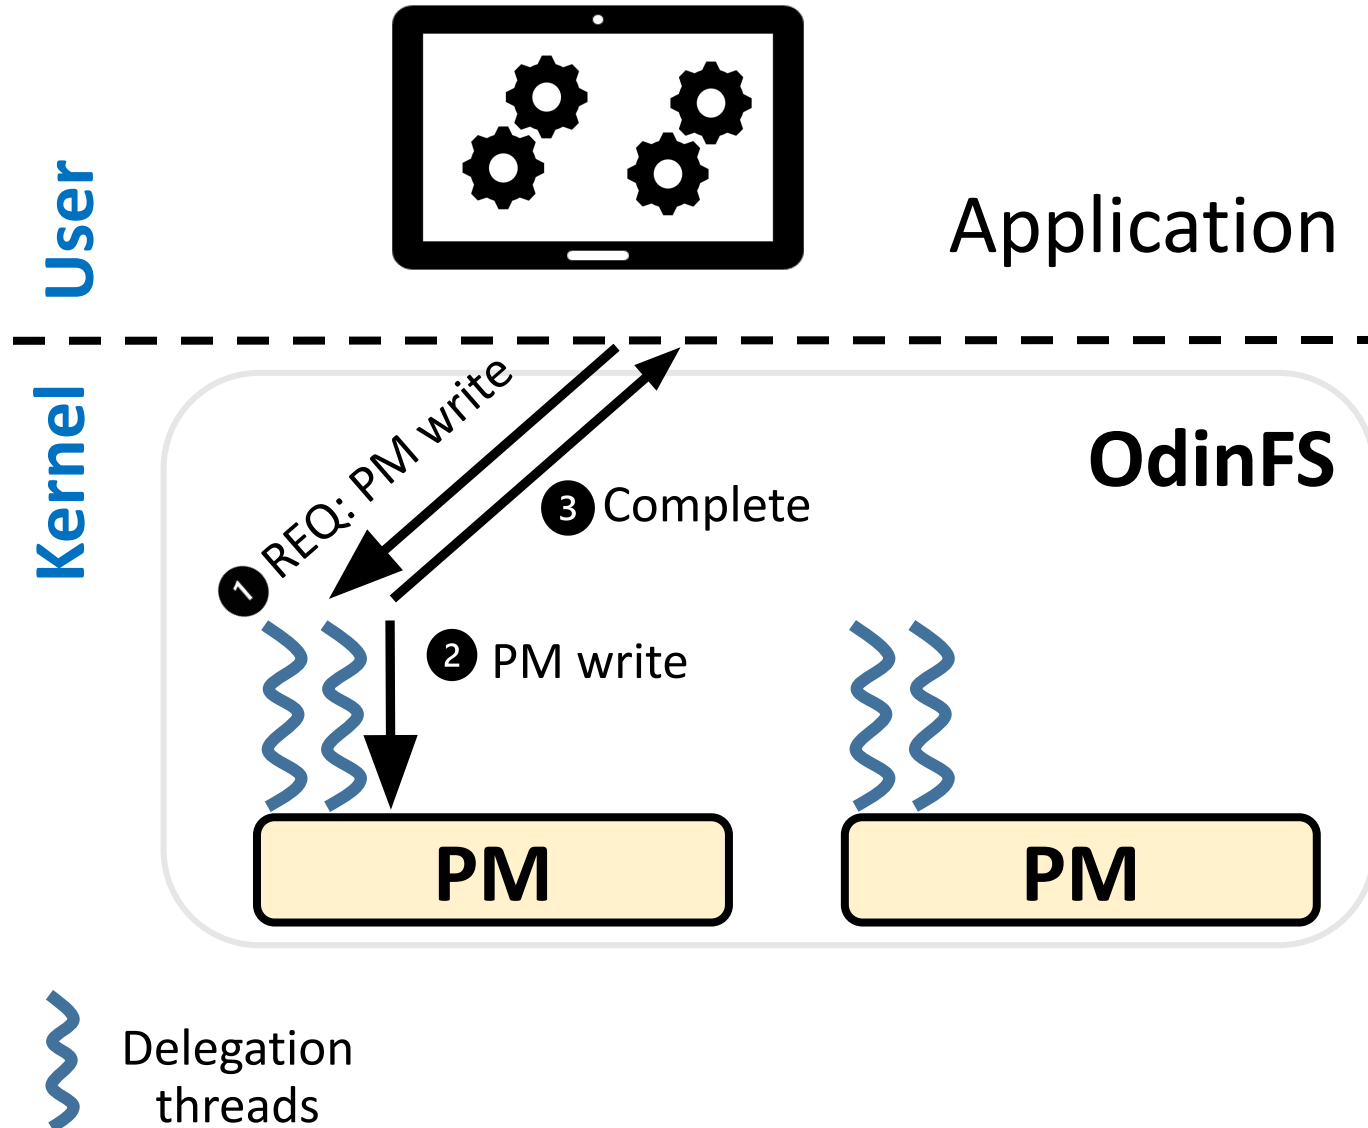 User
Application
Kernel
OdinFS
1 REQ: PM write
3 Complete
2 PM write
PM
PM
Delegation
threads